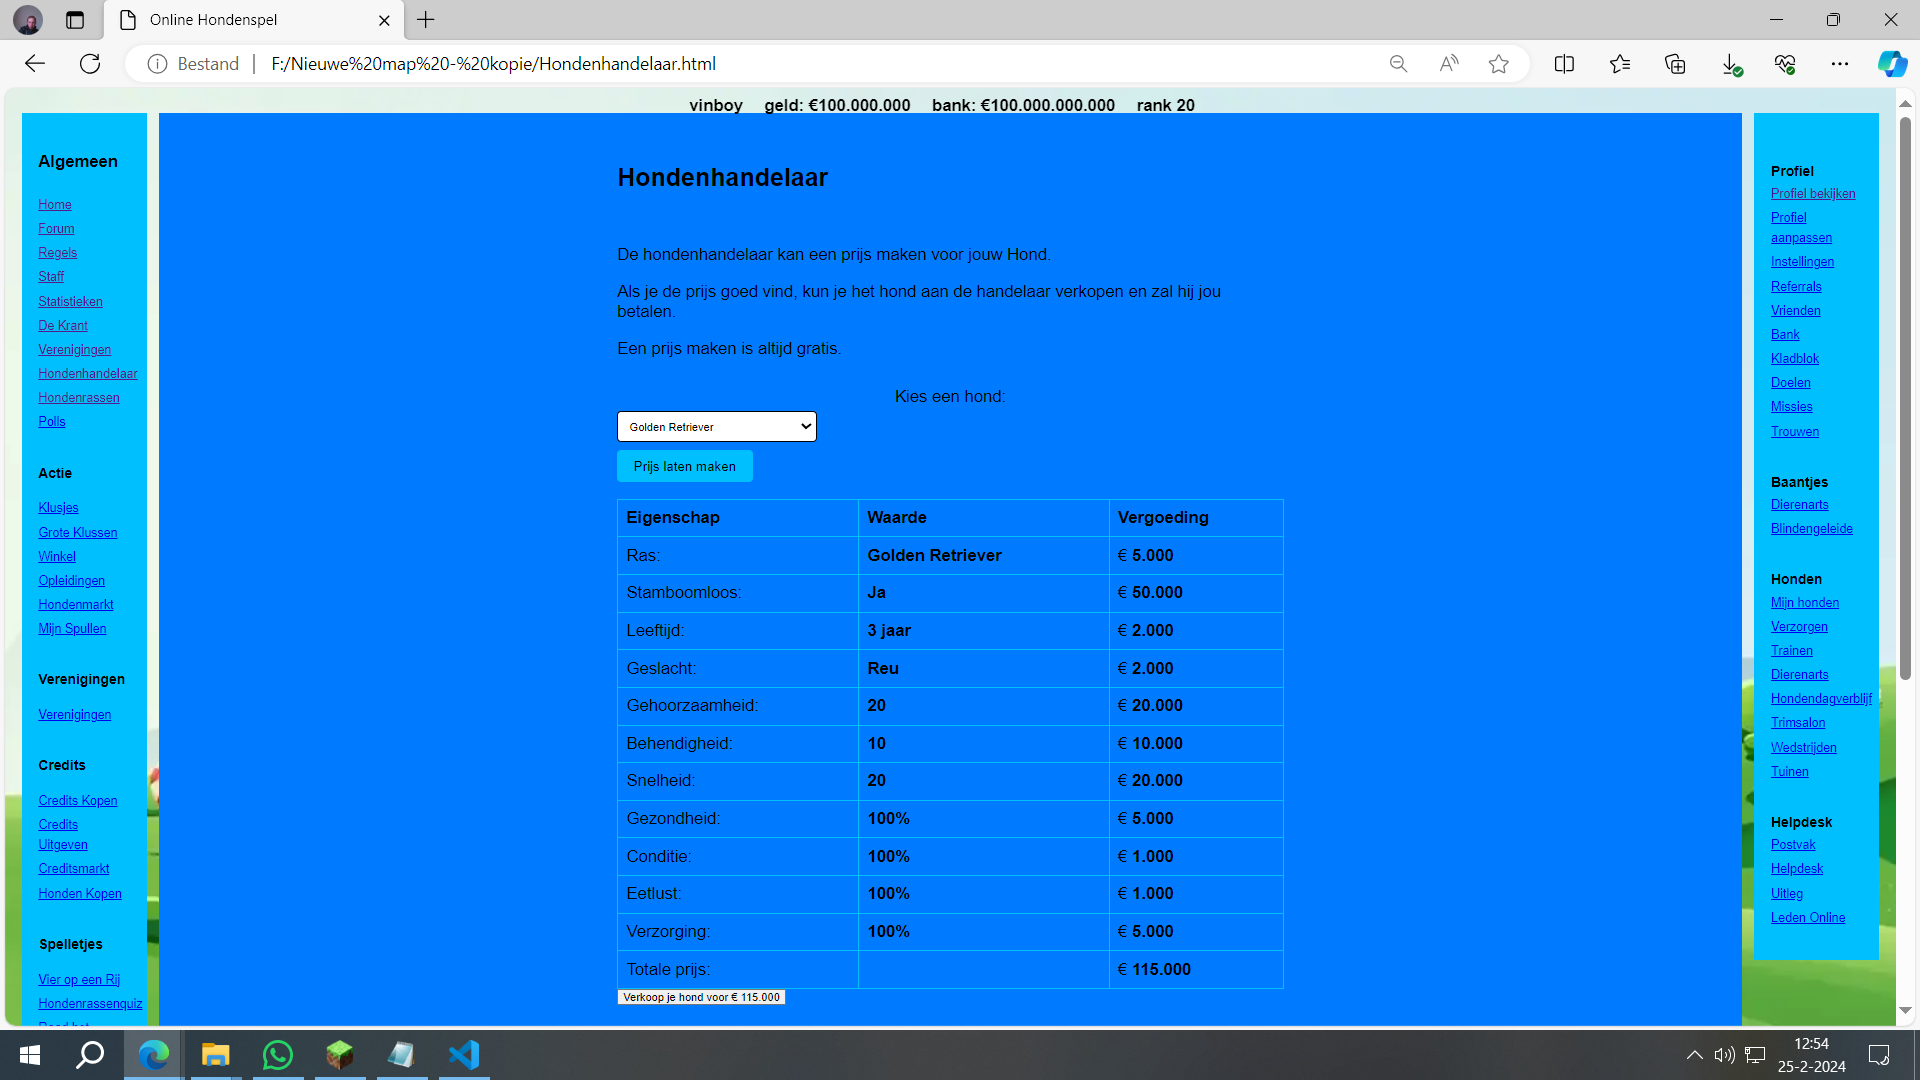 Online Hondenspel
Bestand
F:/Nieuwe%20map%20-%20kopie/Hondenhandelaar.html
vinboy geld: €100.000.000 bank: €100.000.000.000 rank 20
Algemeen
Home
Forum
Regels
Staff
Statistieken
De Krant
Verenigingen
Hondenhandelaar
Hondenrassen
Polls
Actie
Klusjes
Grote Klussen
Winkel
Opleidingen
Hondenmarkt
Mijn Spullen
Verenigingen
Verenigingen
Credits
Credits Kopen
Credits
Uitgeven
Creditsmarkt
Honden Kopen
Spelletjes
Vier op een Rij
Hondenrassenquiz
Hondenhandelaar
De hondenhandelaar kan een prijs maken voor jouw Hond.
Als je de prijs goed vind, kun je het hond aan de handelaar verkopen en zal hij jou
betalen.
Een prijs maken is altijd gratis.
Kies een hond:
Golden Retriever
Prijs laten maken
Eigenschap Waarde Vergoeding
Ras: Golden Retriever € 5.000
Stamboomloos: Ja € 50.000
Leeftijd: 3 jaar € 2.000
Geslacht: Reu € 2.000
Gehoorzaamheid: 20 € 20.000
Behendigheid: 10 € 10.000
Snelheid: 20 € 20.000
Gezondheid: 100% € 5.000
Conditie: 100% € 1.000
Eetlust: 100% € 1.000
Verzorging: 100% € 5.000
Totale prijs: € 115.000
Verkoop je hond voor € 115.000
Profiel
Profiel bekijken
Profiel
aanpassen
Instellingen
Referrals
Vrienden
Bank
Kladblok
Doelen
Missies
Trouwen
Baantjes
Dierenarts
Blindengeleide
Honden
Mijn honden
Verzorgen
Trainen
Dierenarts
Hondendagverblijf
Trimsalon
Wedstrijden
Tuinen
Helpdesk
Postvak
Helpdesk
Uitleg
Leden Online
12:54
25-2-2024